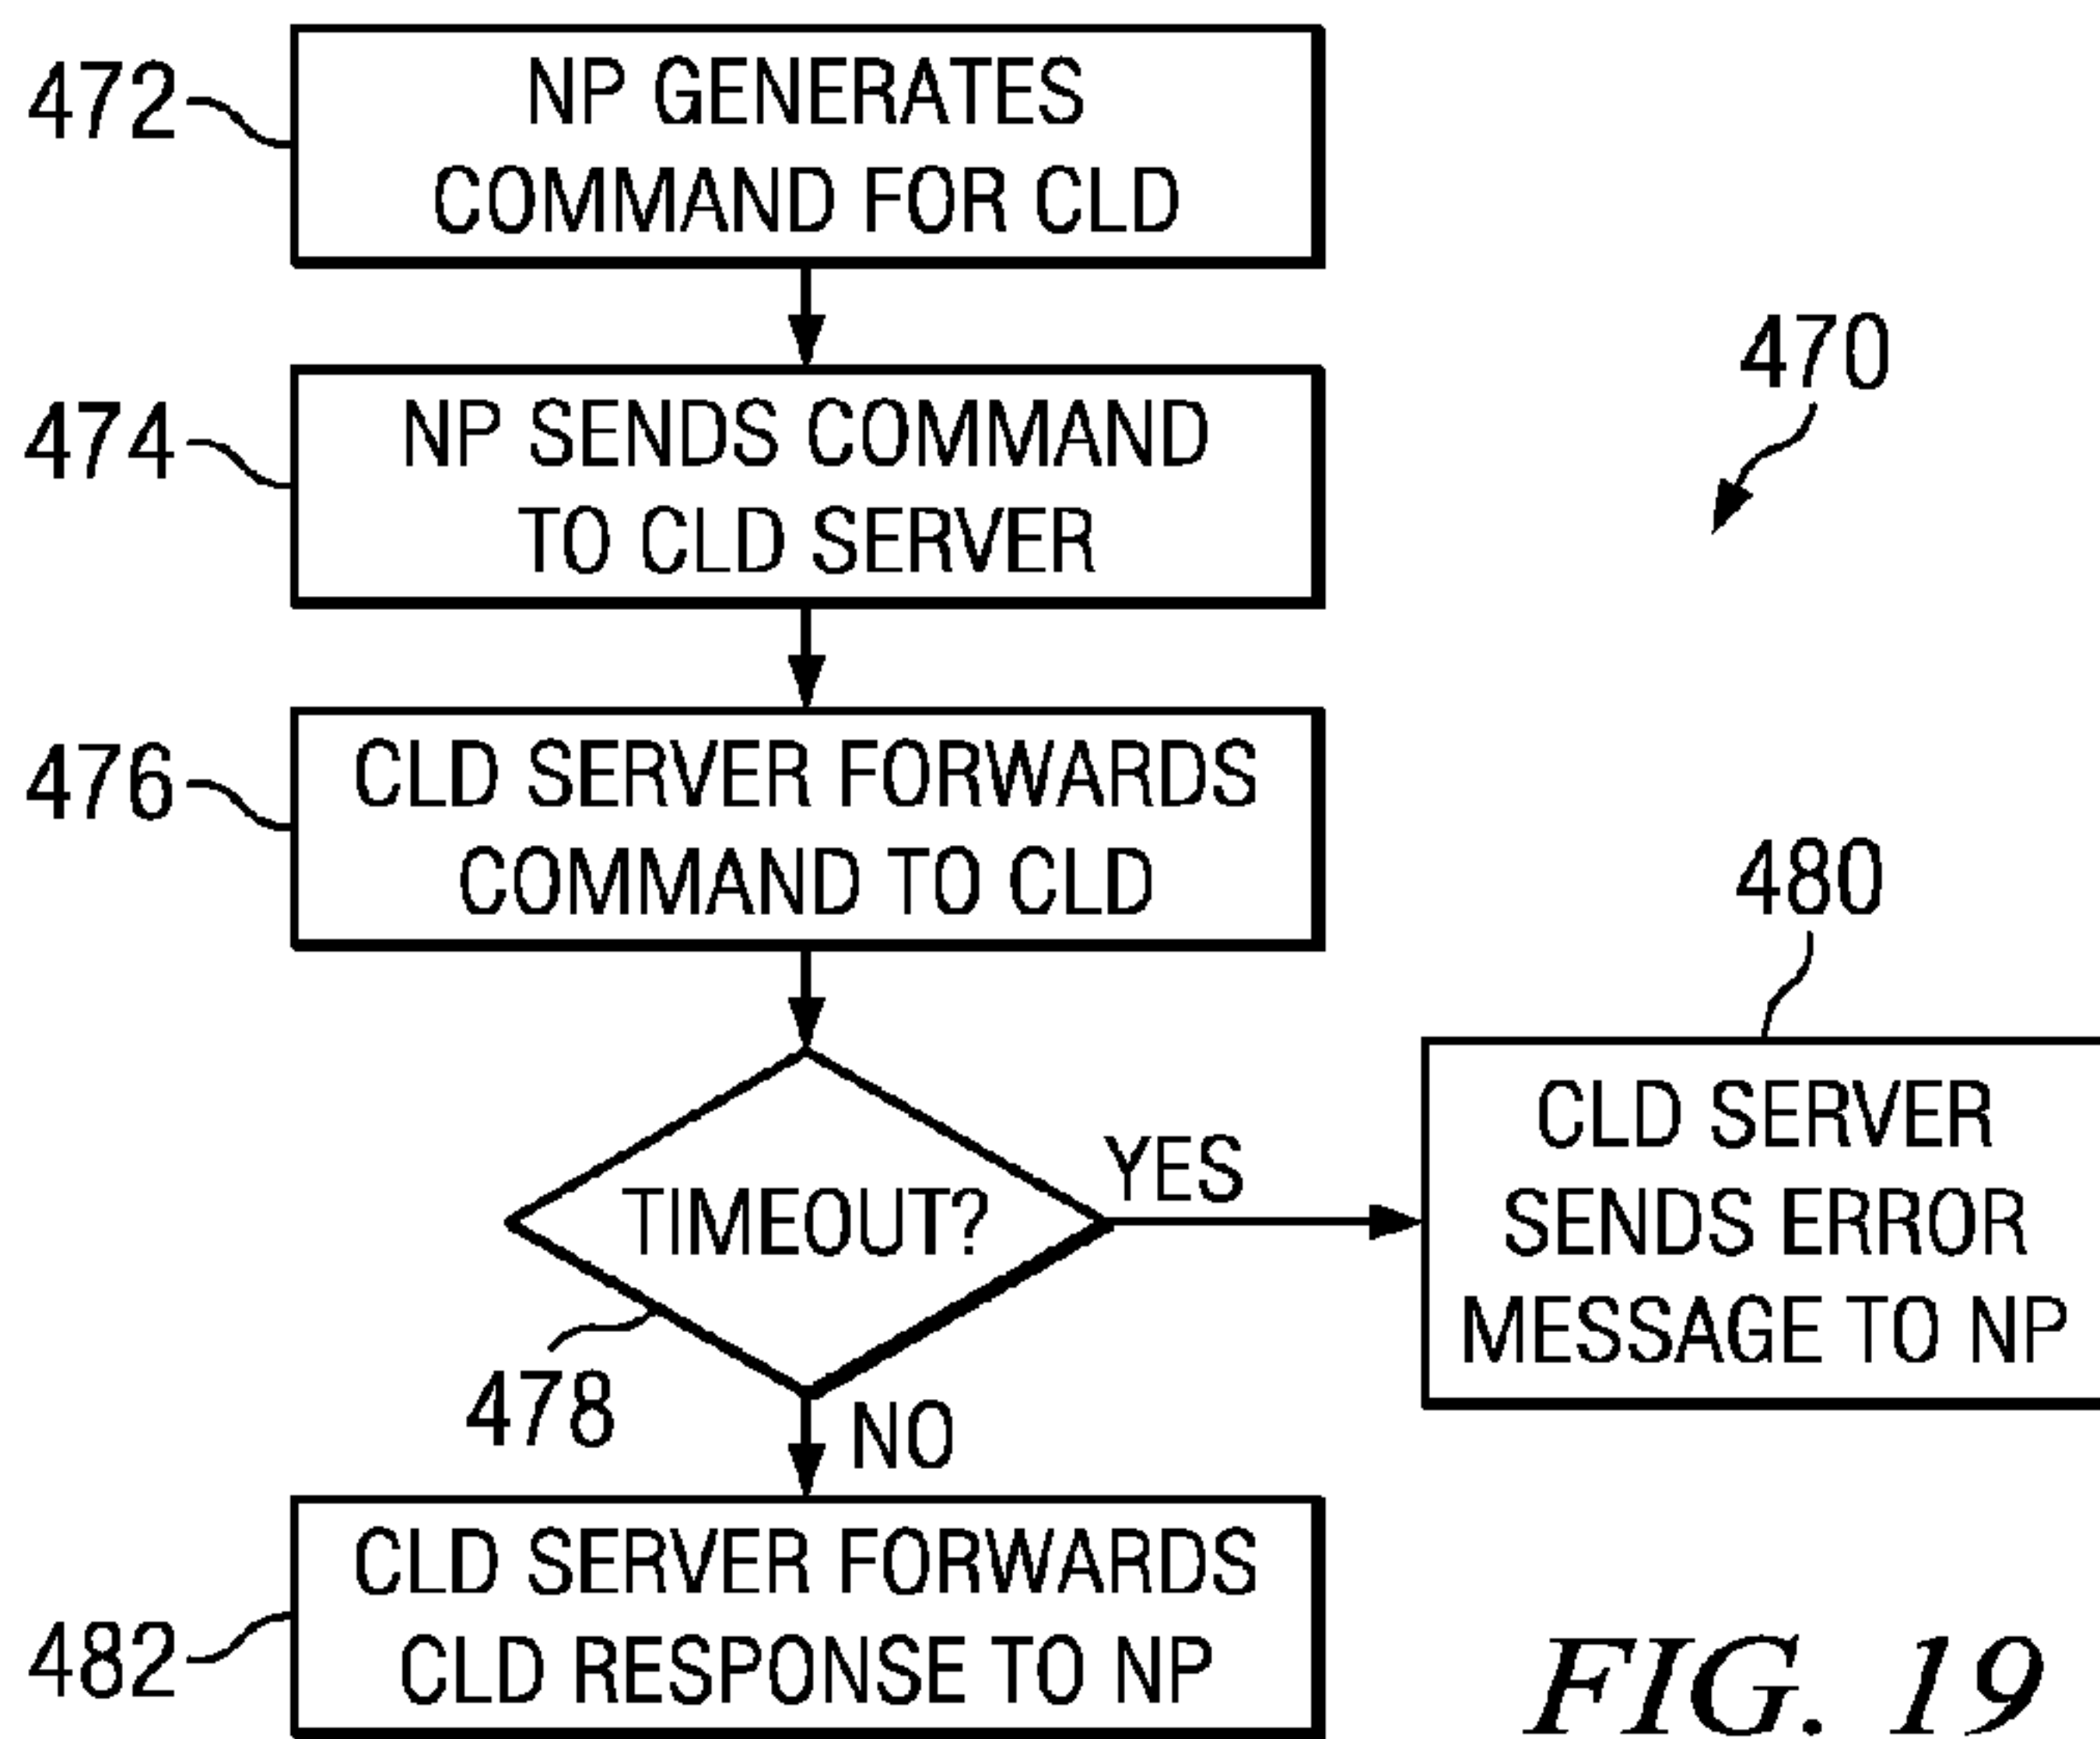 472
NP GENERATES
COMMAND FOR CLD
470
474
NP SENDS COMMAND
TO CLD SERVER
476
CLD SERVER FORWARDS
COMMAND TO CLD
480
CLD SERVER
SENDS ERROR
MESSAGE TO NP
YES
TIMEOUT?
478
NO
482
CLD SERVER FORWARDS
CLD RESPONSE TO NP
FIG. 19